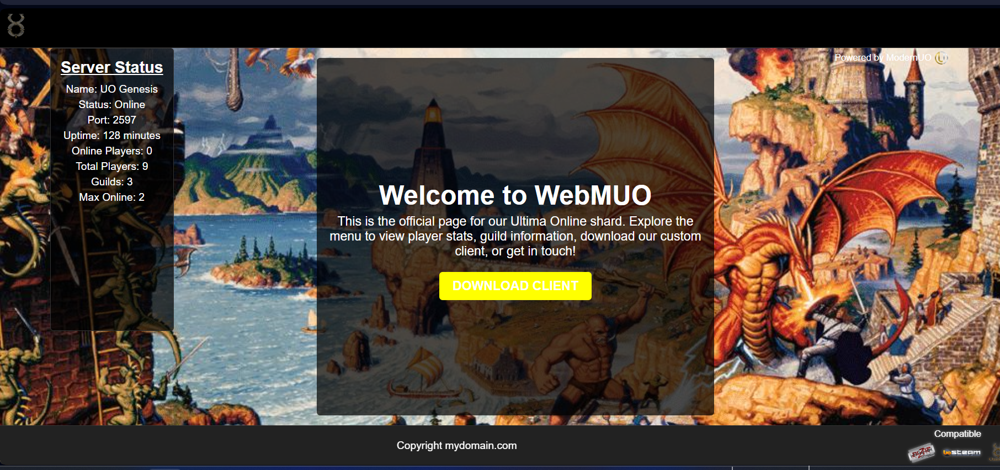 Server Status
Name: UO Genesis
Status: Online
Port: 2597
Uptime: 128 minutes
Online Players: 0
Total Players: 9
Guilds: 3
Max Online: 2
Powered by ModernUO
Welcome to WebMUO
This is the official page for our Ultima Online shard. Explore the
menu to view player stats, guild information, download our custom
client, or get in touch!
DOWNLOAD CLIENT
Copyright mydomain.com
Compatible
RAZOR
UOSTEAM